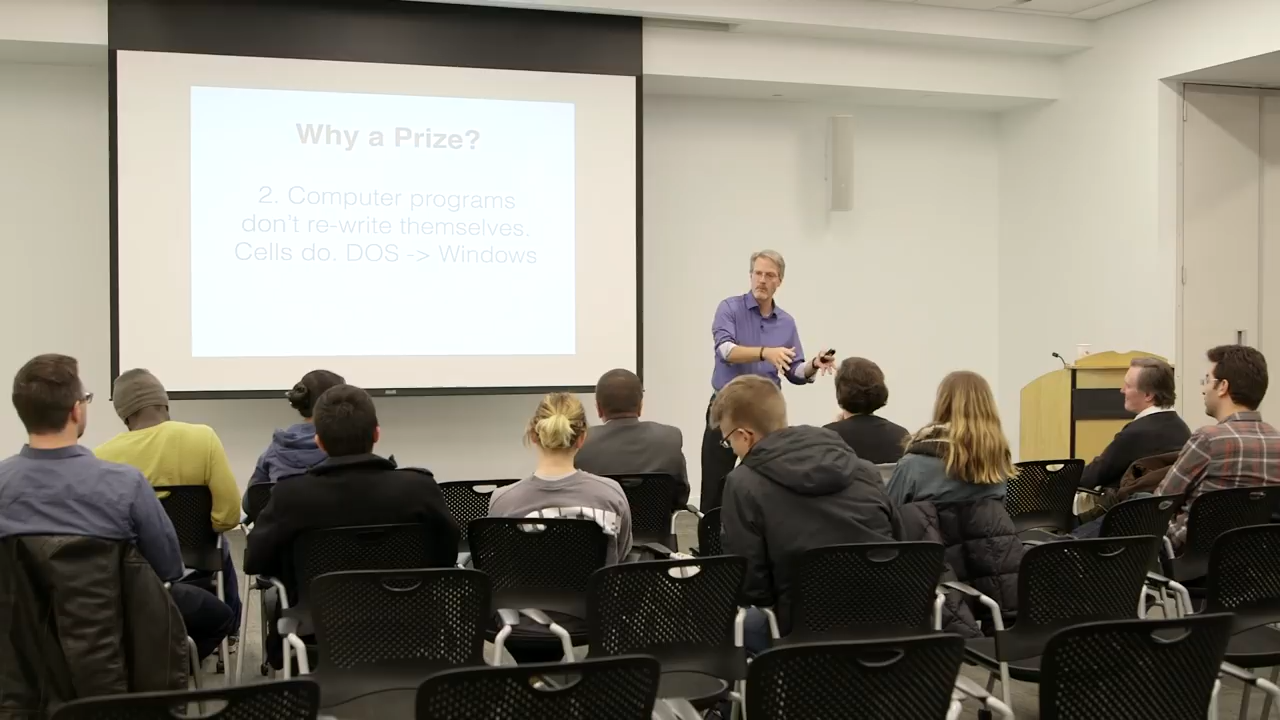 Why a Prize?
2. Computer programs
don't re-write themselves.
Cells do. DOS -> Windows